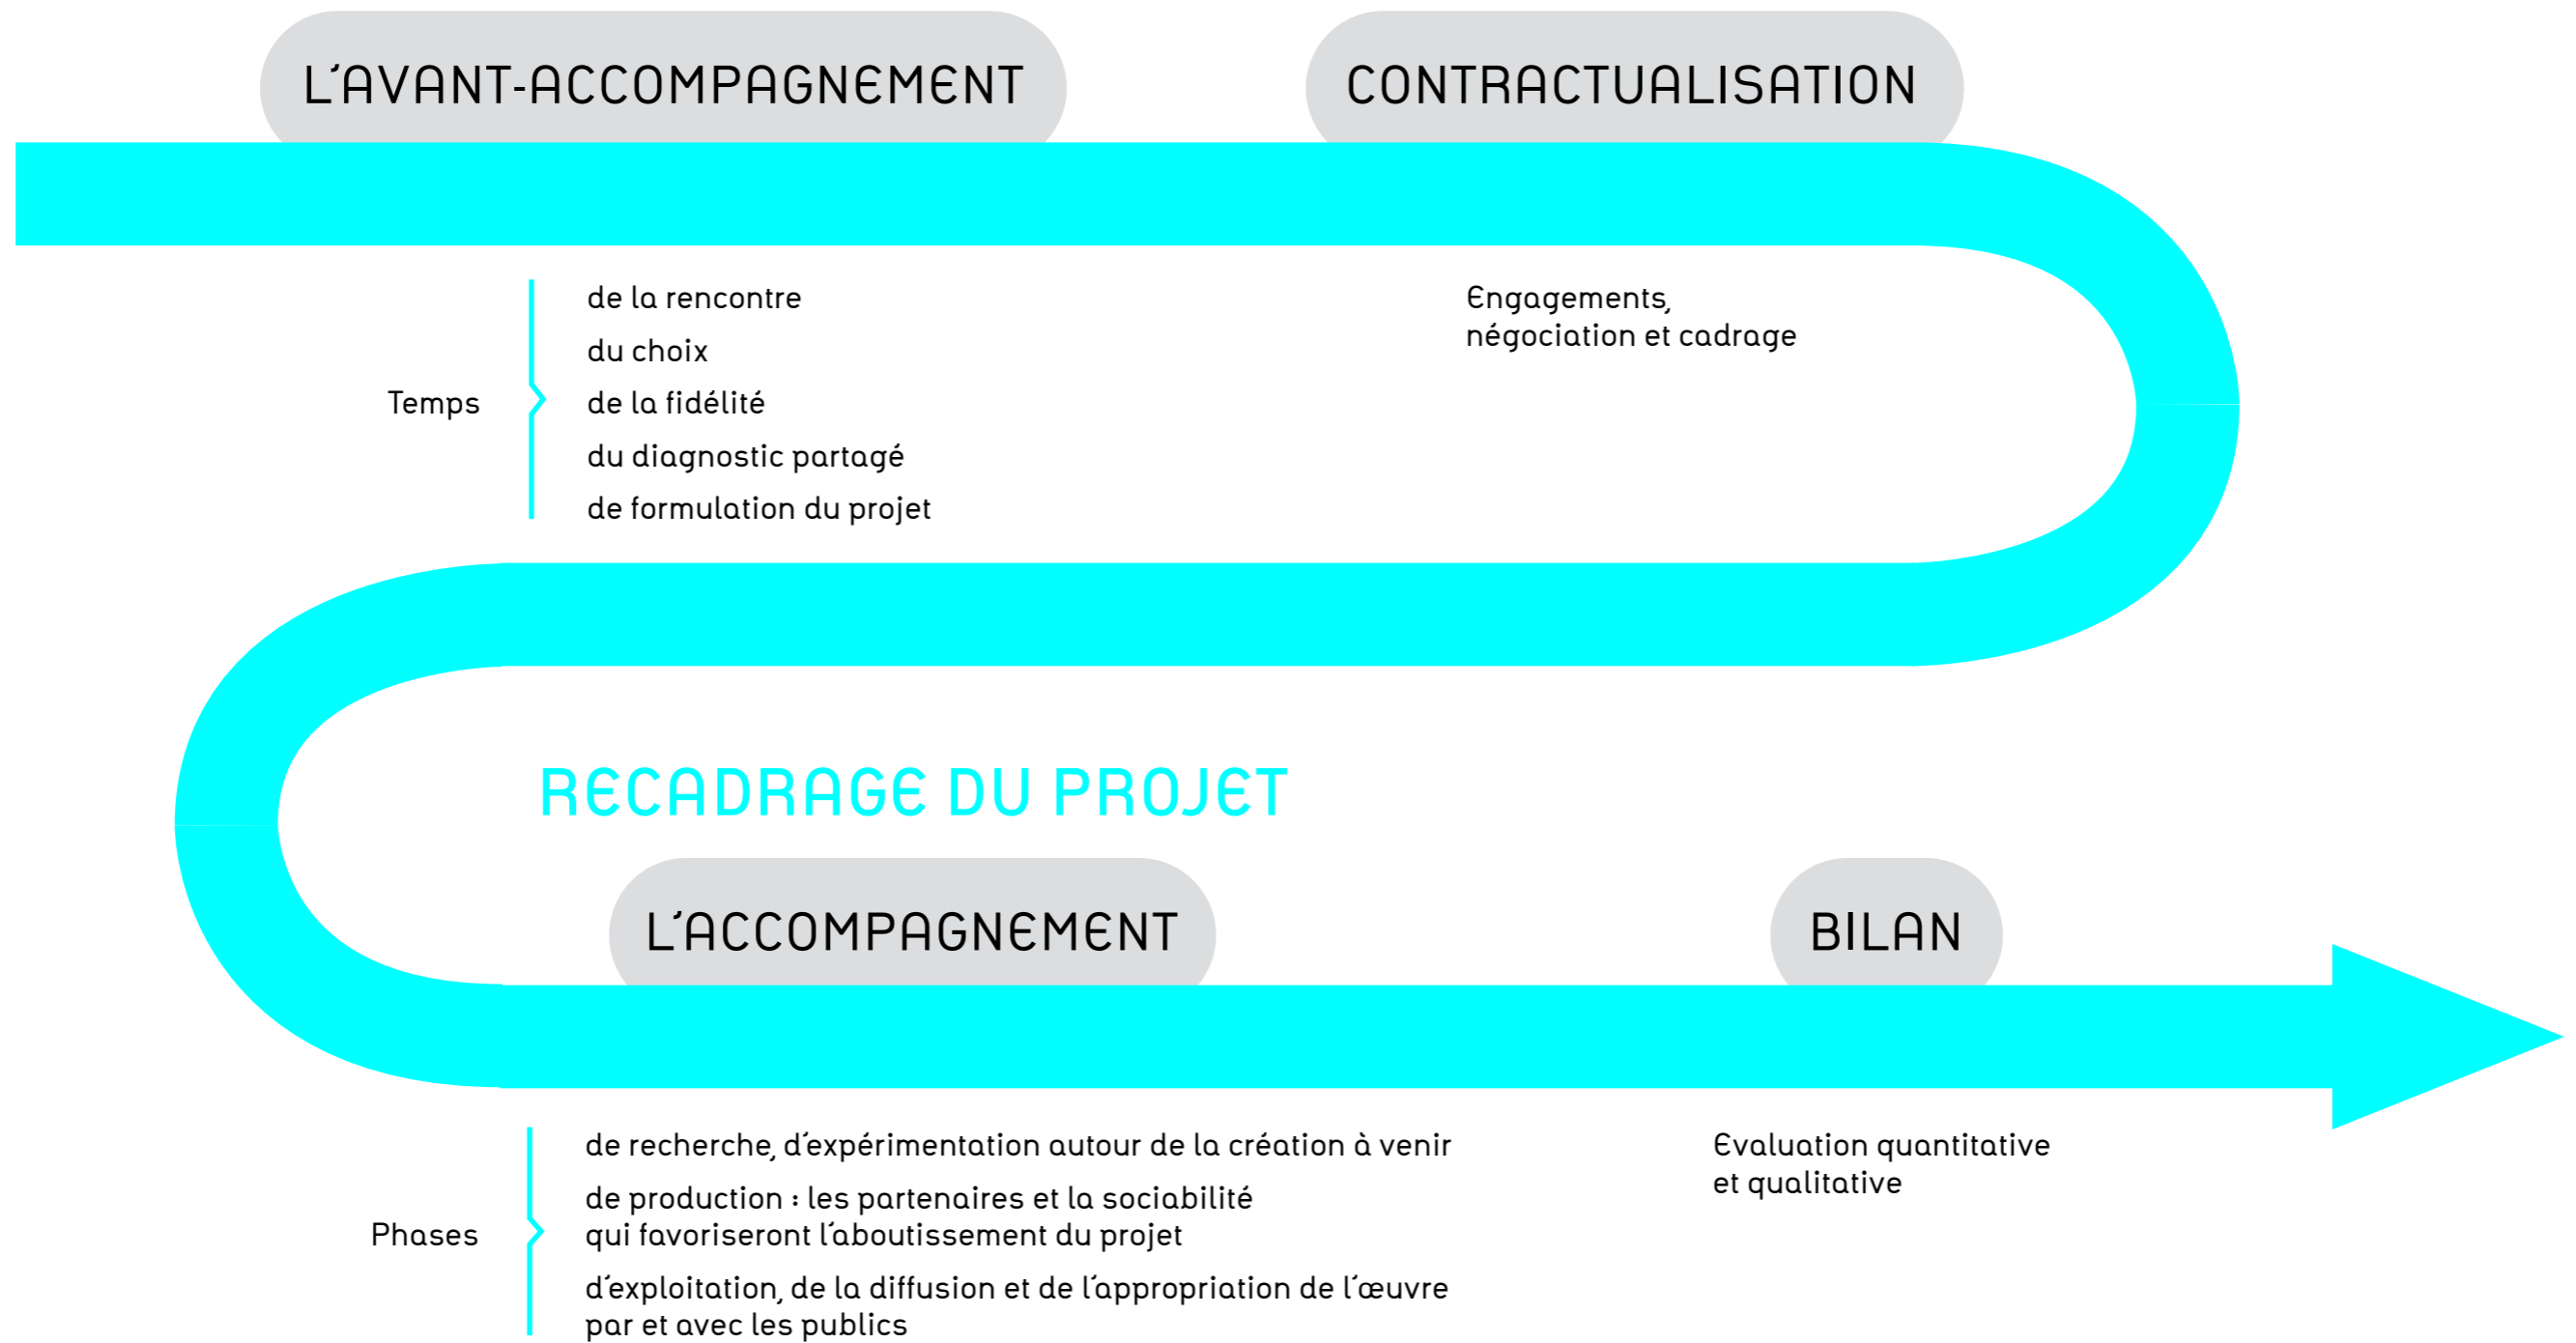 L'AVANT-ACCOMPAGNEMENT
CONTRACTUALISATION
Temps
de la rencontre
du choix
de la fidélité
du diagnostic partagé
de formulation du projet
Engagements,
négociation et cadrage
RECADRAGE DU PROJET
L'ACCOMPAGNEMENT
BILAN
Phases
de recherche, d'expérimentation autour de la création à venir
de production : les partenaires et la sociabilité
qui favoriseront l'aboutissement du projet
d'exploitation, de la diffusion et de l'appropriation de l'œuvre
par et avec les publics
Evaluation quantitative
et qualitative